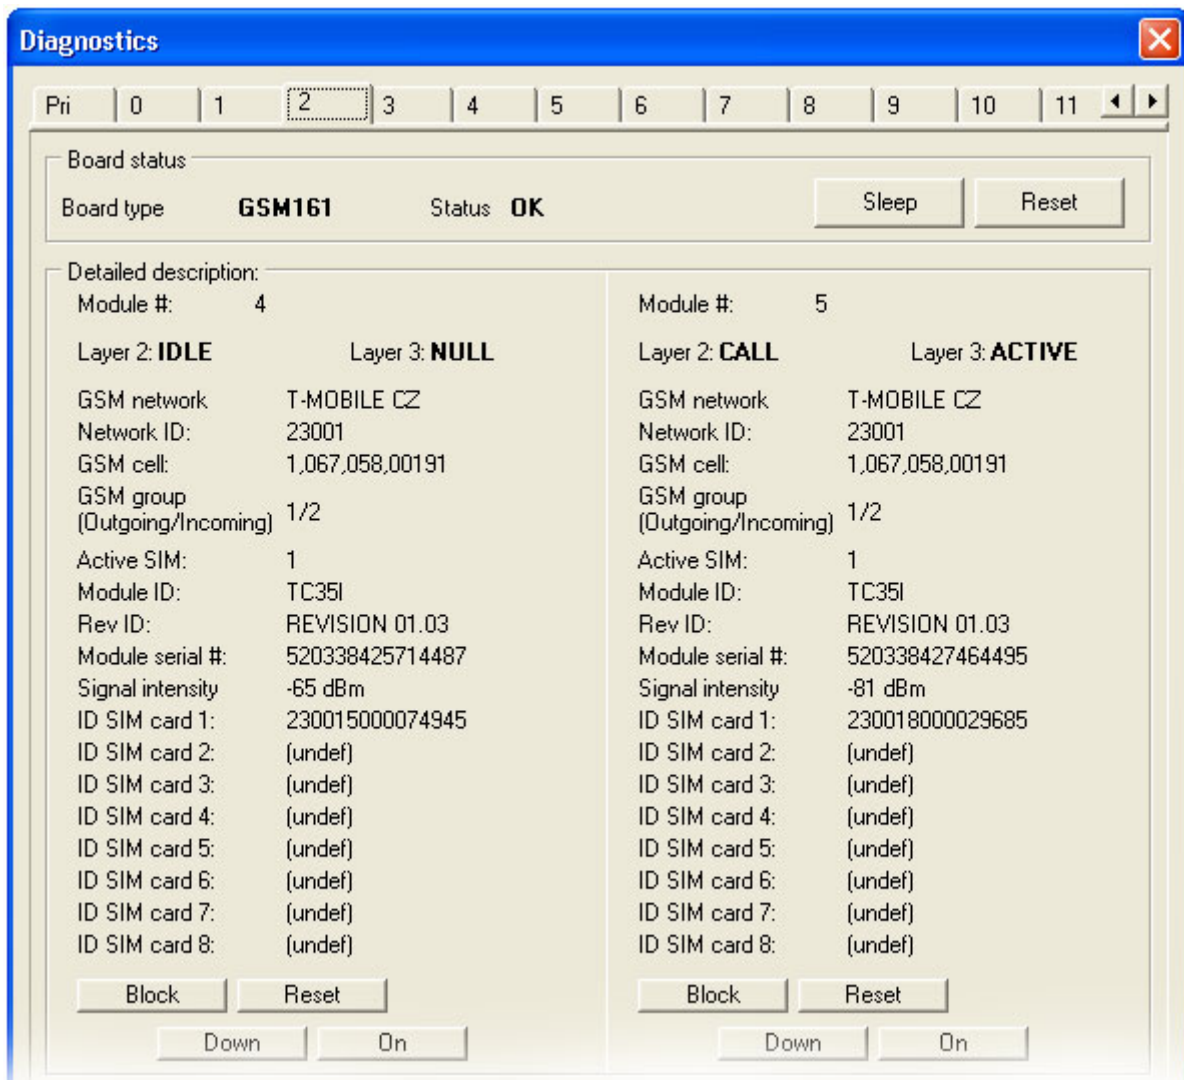 Diagnostics
Pri 0 1 2 3 4 5 6 7 8 9 10 11
Board status
Board type GSM161 Status OK Sleep Reset
Detailed description:
Module #: 4
Layer 2: IDLE Layer 3: NULL
GSM network T-MOBILE CZ
Network ID: 23001
GSM cell: 1,067,058,00191
GSM group
(Outgoing/Incoming) 1/2
Active SIM: 1
Module ID: TC35I
Rev ID: REVISION 01.03
Module serial #: 520338425714487
Signal intensity -65 dBm
ID SIM card 1: 230015000074945
ID SIM card 2: (undef)
ID SIM card 3: (undef)
ID SIM card 4: (undef)
ID SIM card 5: (undef)
ID SIM card 6: (undef)
ID SIM card 7: (undef)
ID SIM card 8: (undef)
Block Reset
Down On
Module #: 5
Layer 2: CALL Layer 3: ACTIVE
GSM network T-MOBILE CZ
Network ID: 23001
GSM cell: 1,067,058,00191
GSM group
(Outgoing/Incoming) 1/2
Active SIM: 1
Module ID: TC35I
Rev ID: REVISION 01.03
Module serial #: 520338427464495
Signal intensity -81 dBm
ID SIM card 1: 230018000029685
ID SIM card 2: (undef)
ID SIM card 3: (undef)
ID SIM card 4: (undef)
ID SIM card 5: (undef)
ID SIM card 6: (undef)
ID SIM card 7: (undef)
ID SIM card 8: (undef)
Block Reset
Down On